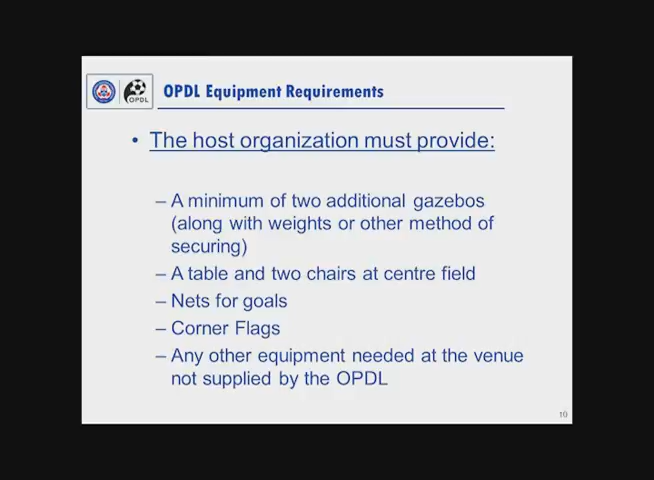 OPDL
OPDL Equipment Requirements
• The host organization must provide:
– A minimum of two additional gazebos
(along with weights or other method of
securing)
– A table and two chairs at centre field
– Nets for goals
– Corner Flags
– Any other equipment needed at the venue
not supplied by the OPDL
10